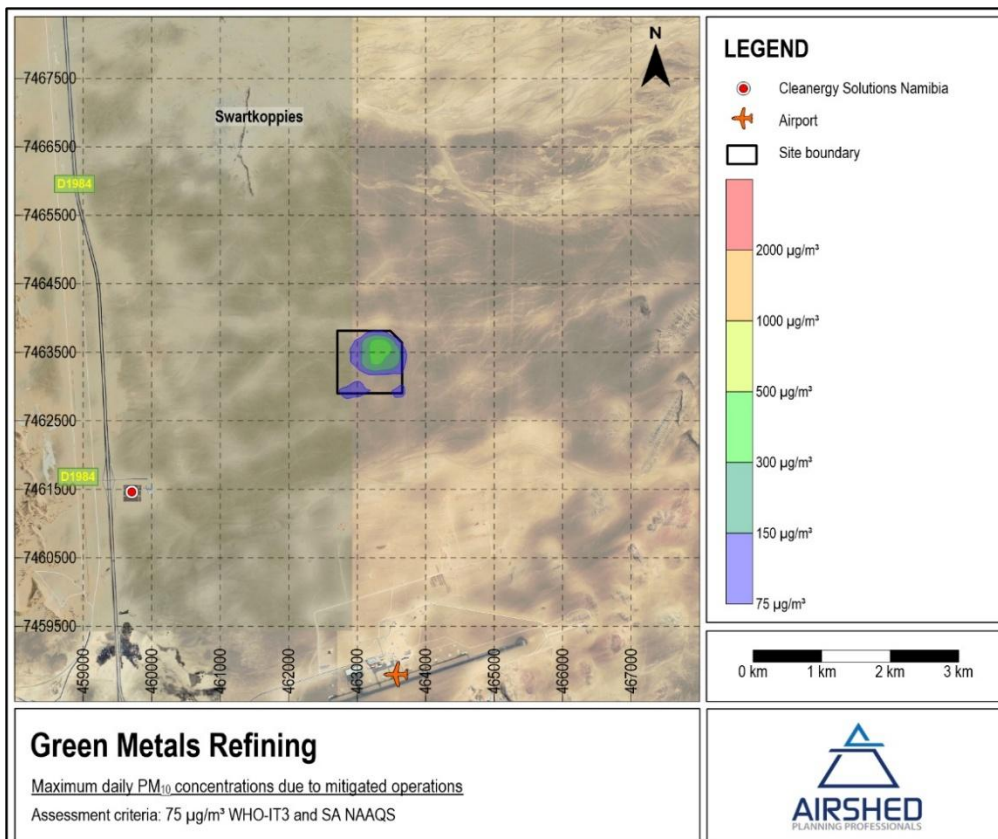 7467500
7466500
7465500
7464500
7463500
7462500
7461500
7460500
7459500
459000
460000
461000
462000
463000
464000
465000
466000
467000
Swartkoppies
D1984
D1984
N
LEGEND
Cleanergy Solutions Namibia
Airport
Site boundary
2000 µg/m³
1000 µg/m³
500 µg/m³
300 µg/m³
150 µg/m³
75 µg/m³
0 km 1 km 2 km 3 km
Green Metals Refining
Maximum daily PM₁₀ concentrations due to mitigated operations
Assessment criteria: 75 µg/m³ WHO-IT3 and SA NAAQS
AIRSHED
PLANNING PROFESSIONALS